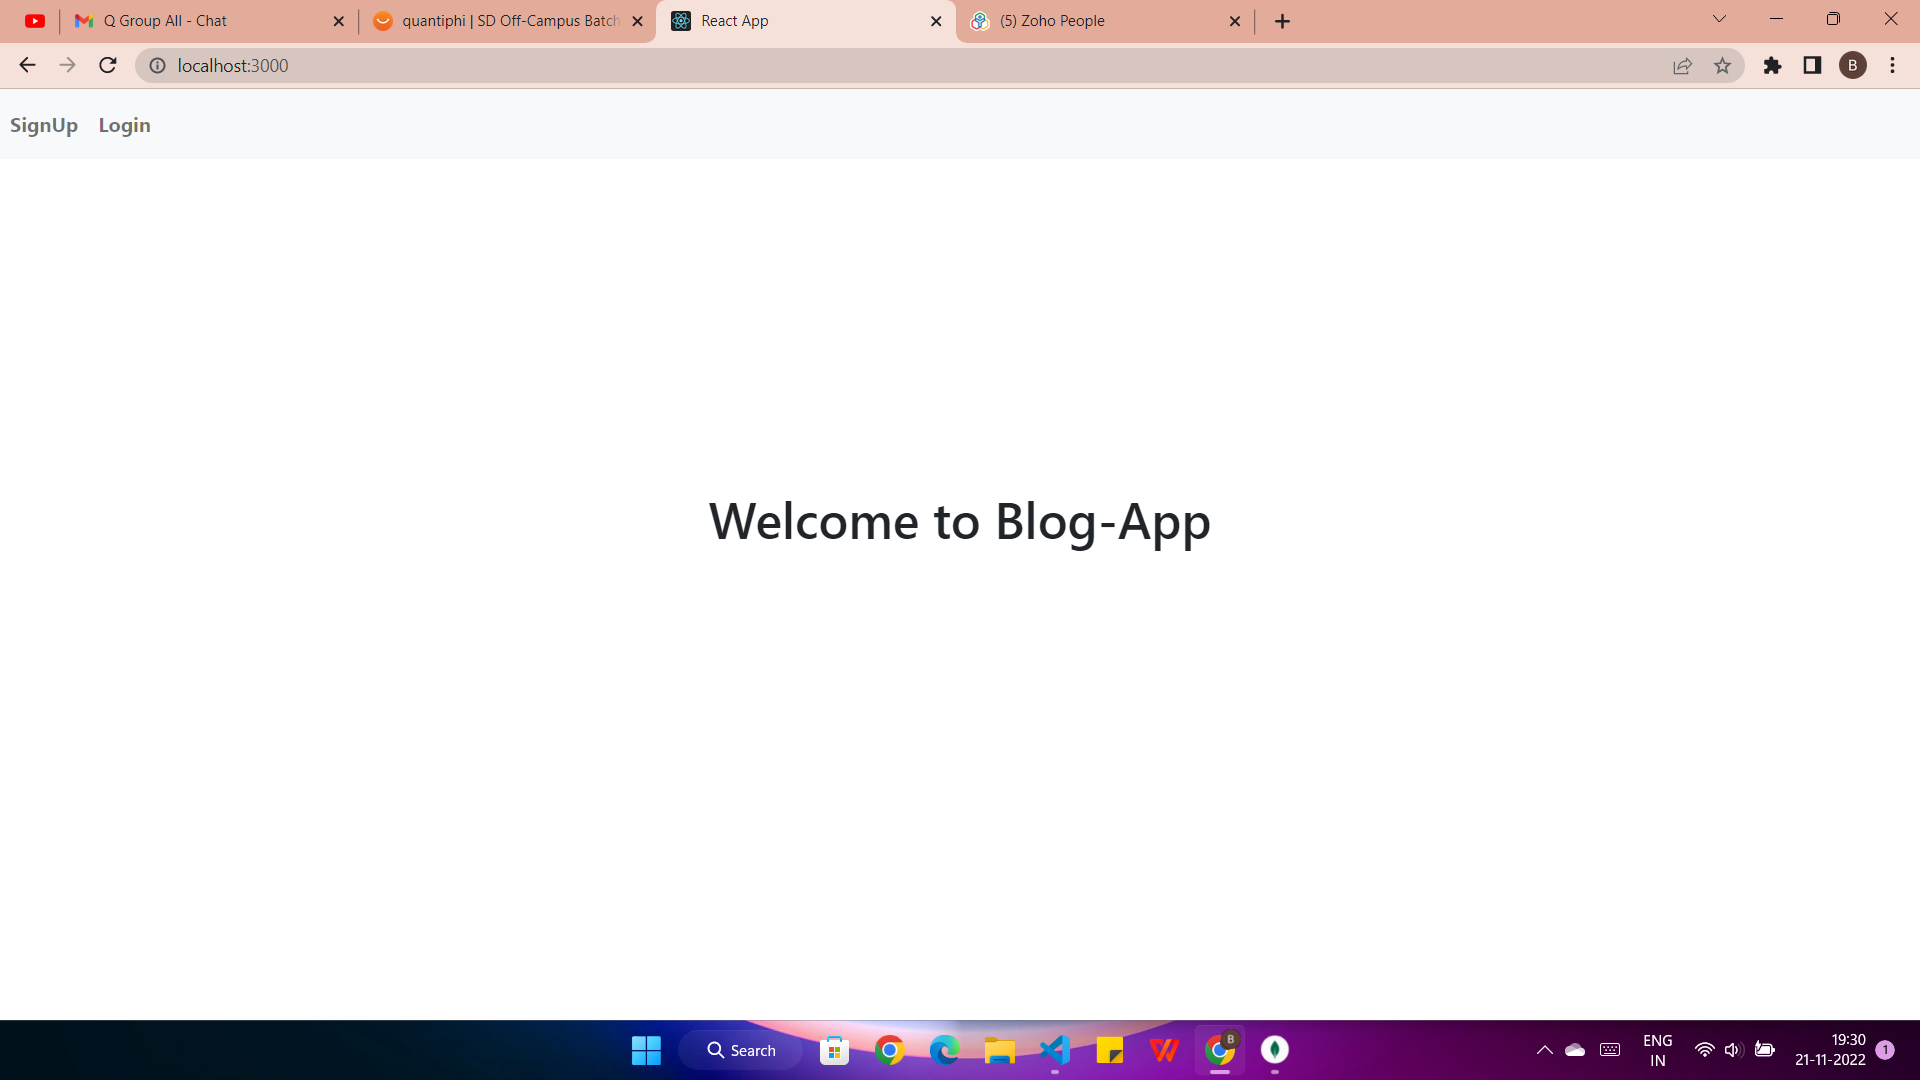 Q Group All - Chat
quantiphi | SD Off-Campus Batch
React App
(5) Zoho People
localhost:3000
B
SignUp Login
Welcome to Blog-App
Search
B
ENG
IN
19:30
21-11-2022
1